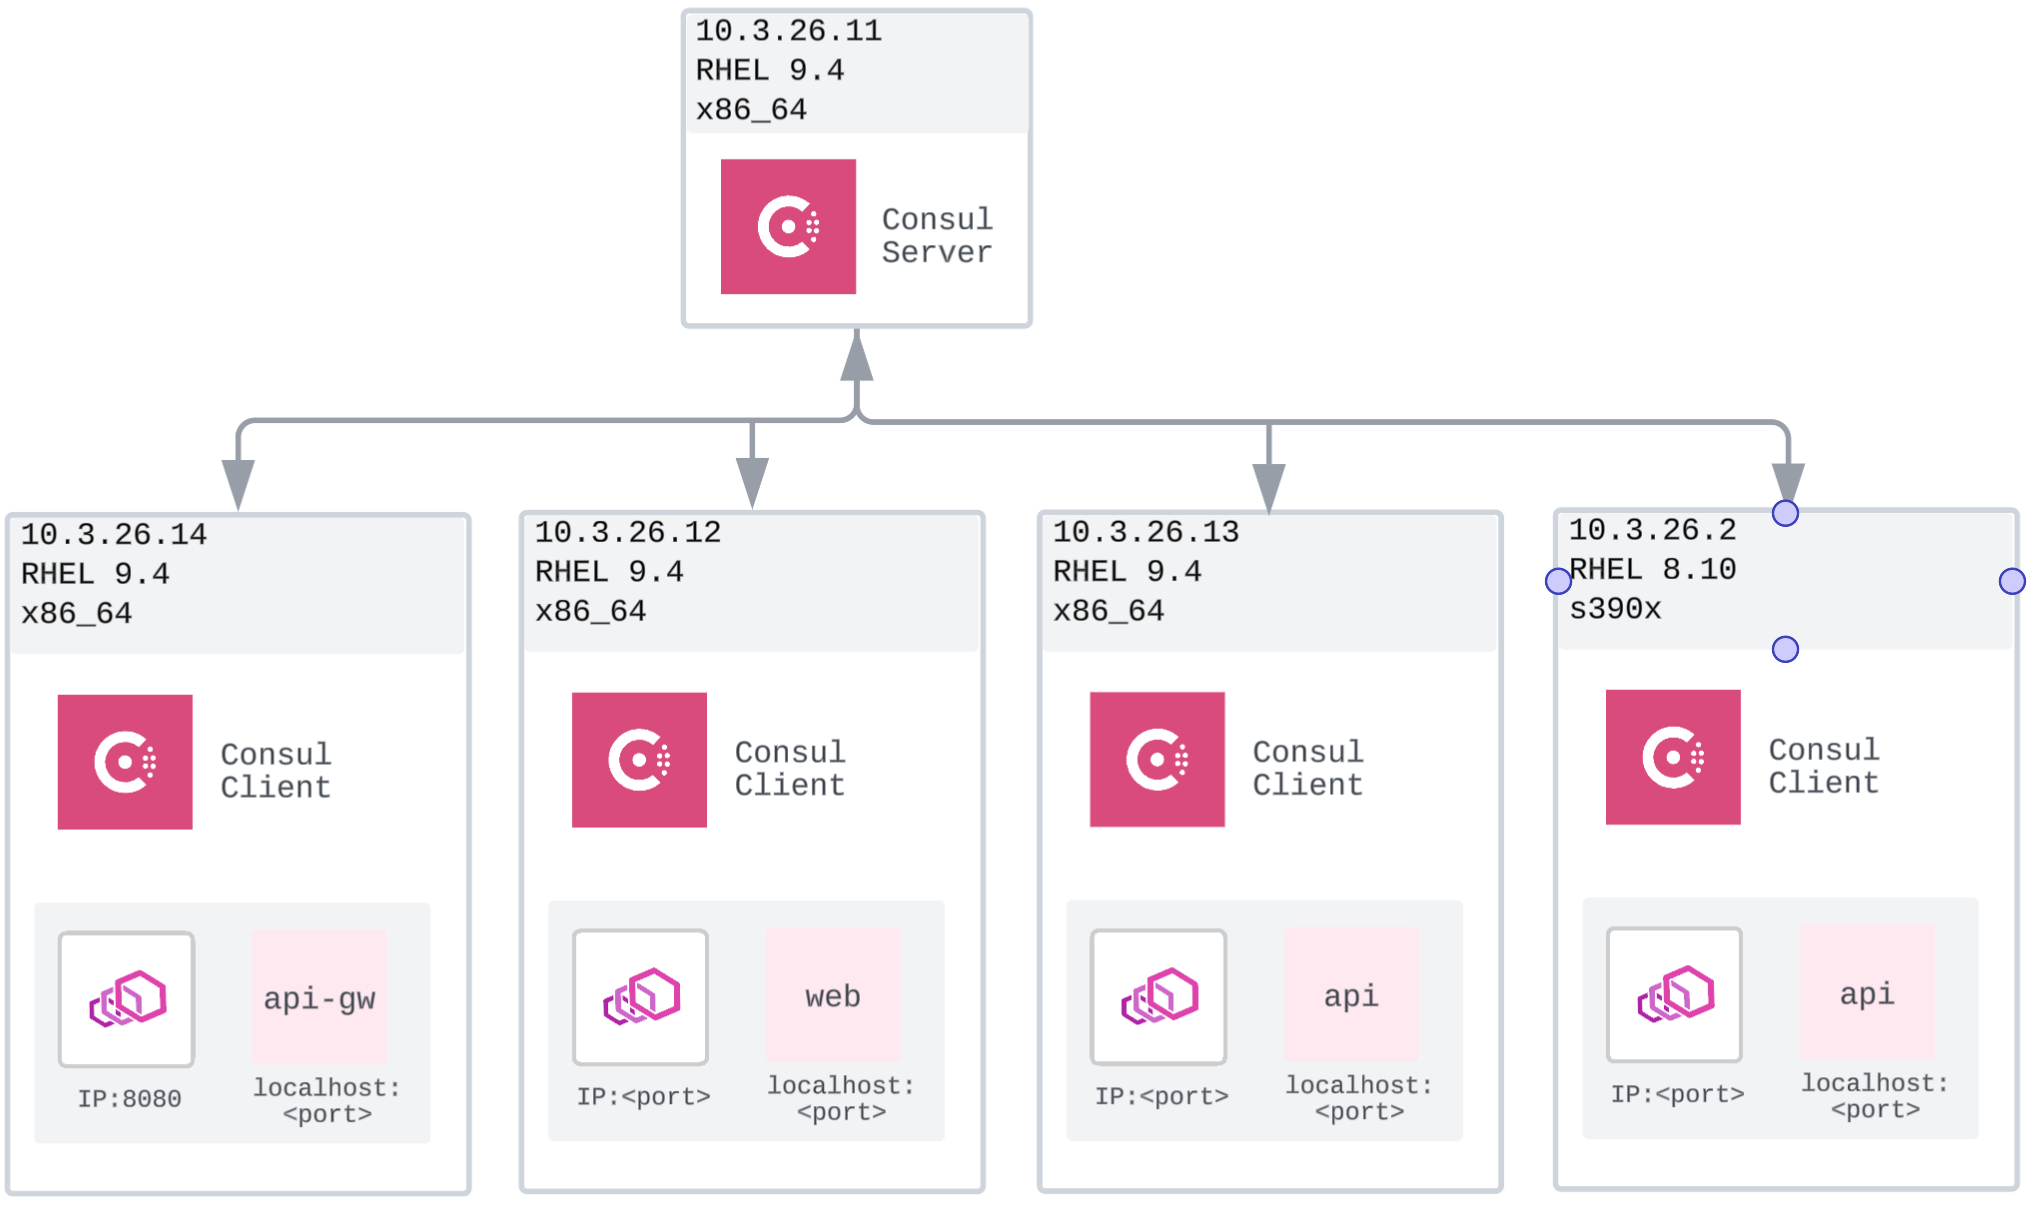 10.3.26.11
RHEL 9.4
x86_64
Consul
Server
10.3.26.14
RHEL 9.4
x86_64
Consul
Client
api-gw
IP:8080
localhost:
<port>
10.3.26.12
RHEL 9.4
x86_64
Consul
Client
web
IP:<port>
localhost:
<port>
10.3.26.13
RHEL 9.4
x86_64
Consul
Client
api
IP:<port>
localhost:
<port>
10.3.26.2
RHEL 8.10
s390x
Consul
Client
api
IP:<port>
localhost:
<port>